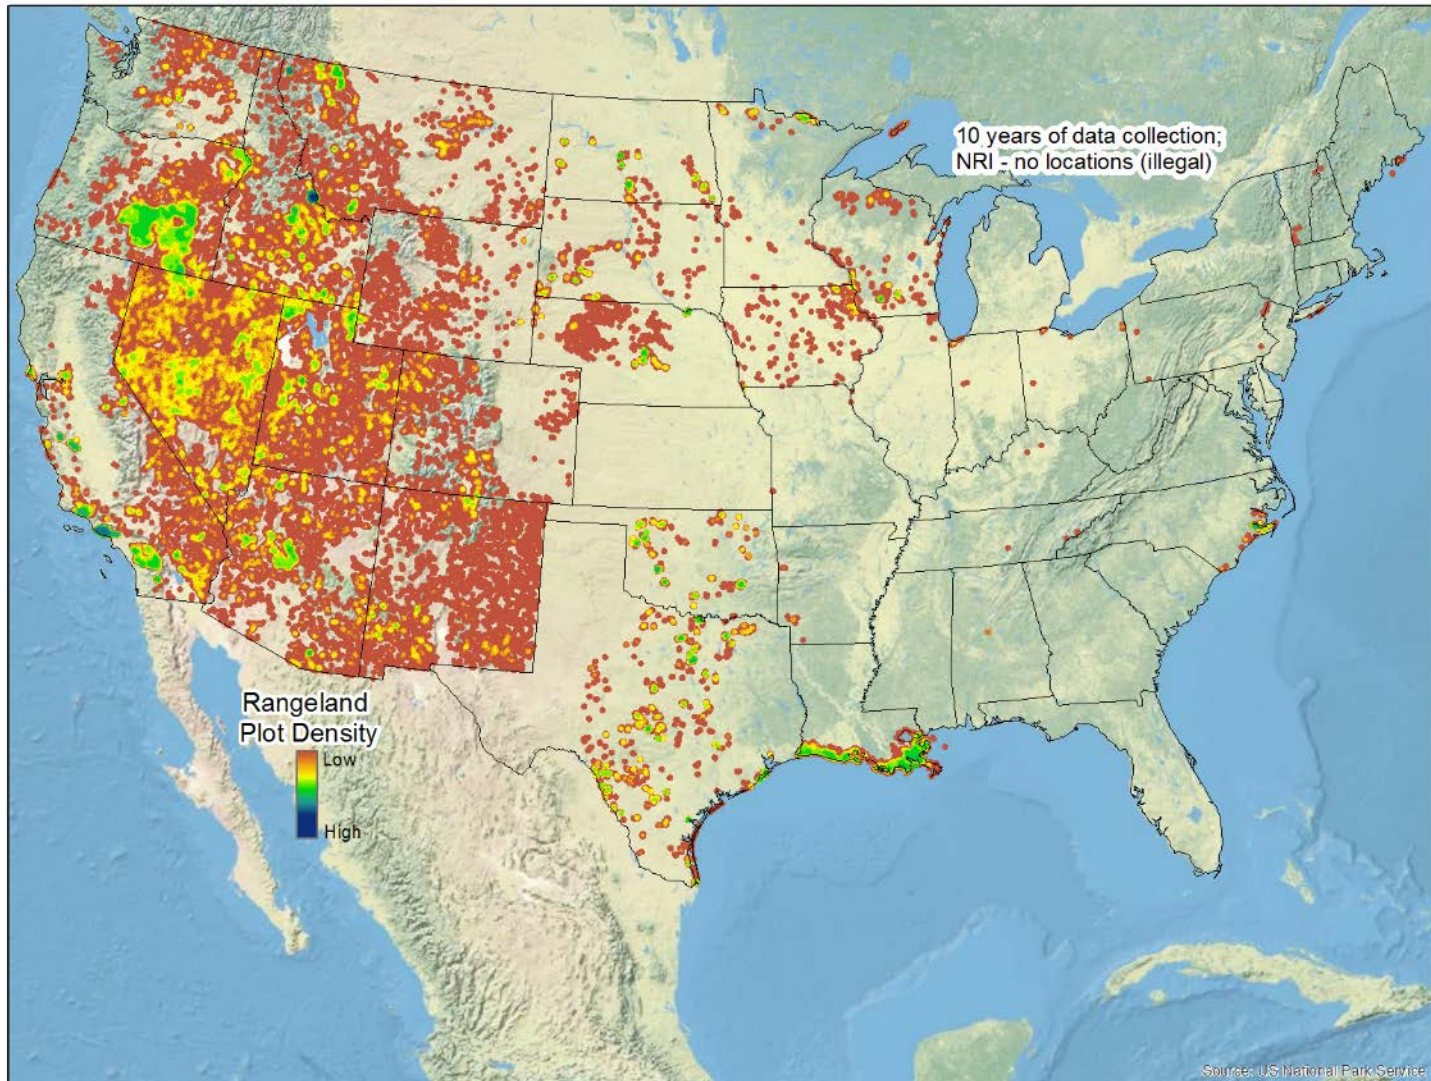 10 years of data collection;
NRI - no locations (illegal)
Rangeland
Plot Density
Low
High
Source: US National Park Service